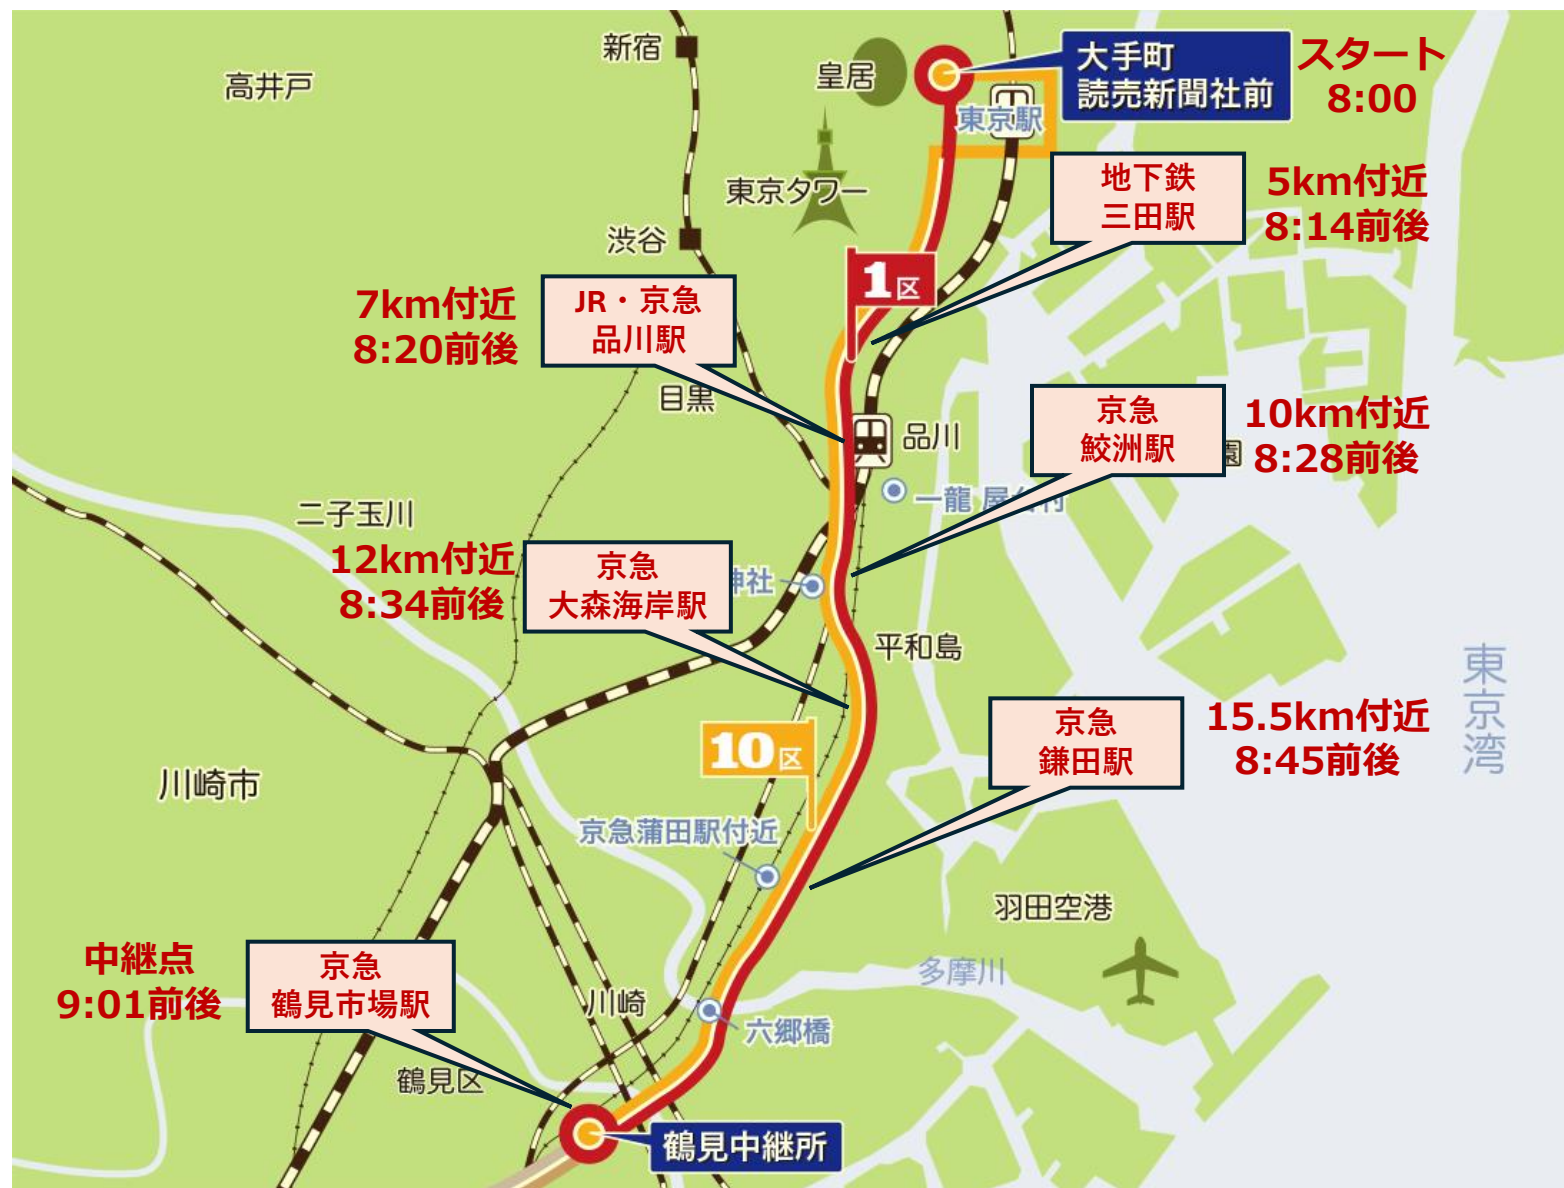 新宿
高井戸
皇居
大手町
読売新聞社前
スタート
8:00
東京駅
東京タワー
地下鉄
三田駅
5km付近
8:14前後
渋谷
1区
7km付近
8:20前後
JR・京急
品川駅
目黒
京急
鮫洲駅
10km付近
8:28前後
園
品川
一龍 屋台村
二子玉川
12km付近
8:34前後
京急
大森海岸駅
神社
平和島
東京湾
京急
鎌田駅
15.5km付近
8:45前後
10区
川崎市
京急蒲田駅付近
羽田空港
多摩川
中継点
9:01前後
京急
鶴見市場駅
川崎
六郷橋
鶴見区
鶴見中継所